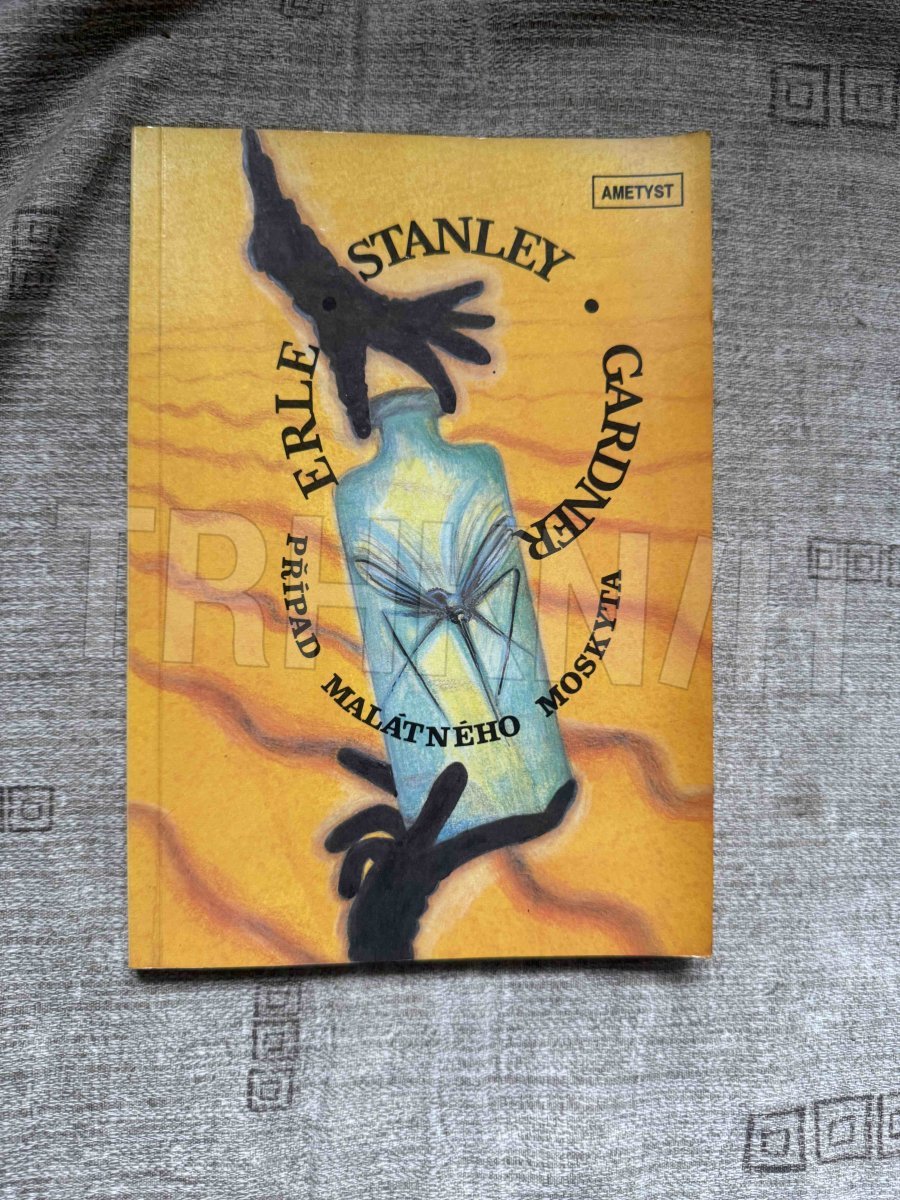 AMETYST
ERLE • STANLEY • GARDNER
PŘÍPAD MALÁTNÉHO MOSKYTA